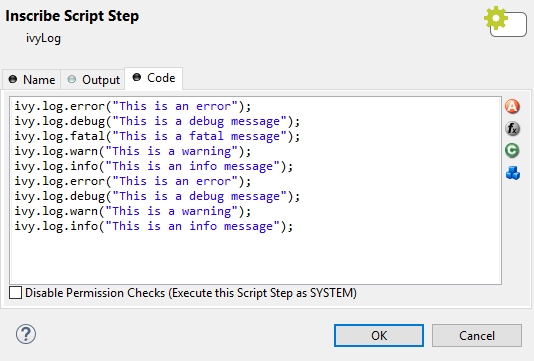 Inscribe Script Step
ivyLog
Name
Output
Code
ivy.log.error("This is an error");
ivy.log.debug("This is a debug message");
ivy.log.fatal("This is a fatal message");
ivy.log.warn("This is a warning");
ivy.log.info("This is an info message");
ivy.log.error("This is an error");
ivy.log.debug("This is a debug message");
ivy.log.warn("This is a warning");
ivy.log.info("This is an info message");
A
fx
C
Disable Permission Checks (Execute this Script Step as SYSTEM)
?
OK
Cancel